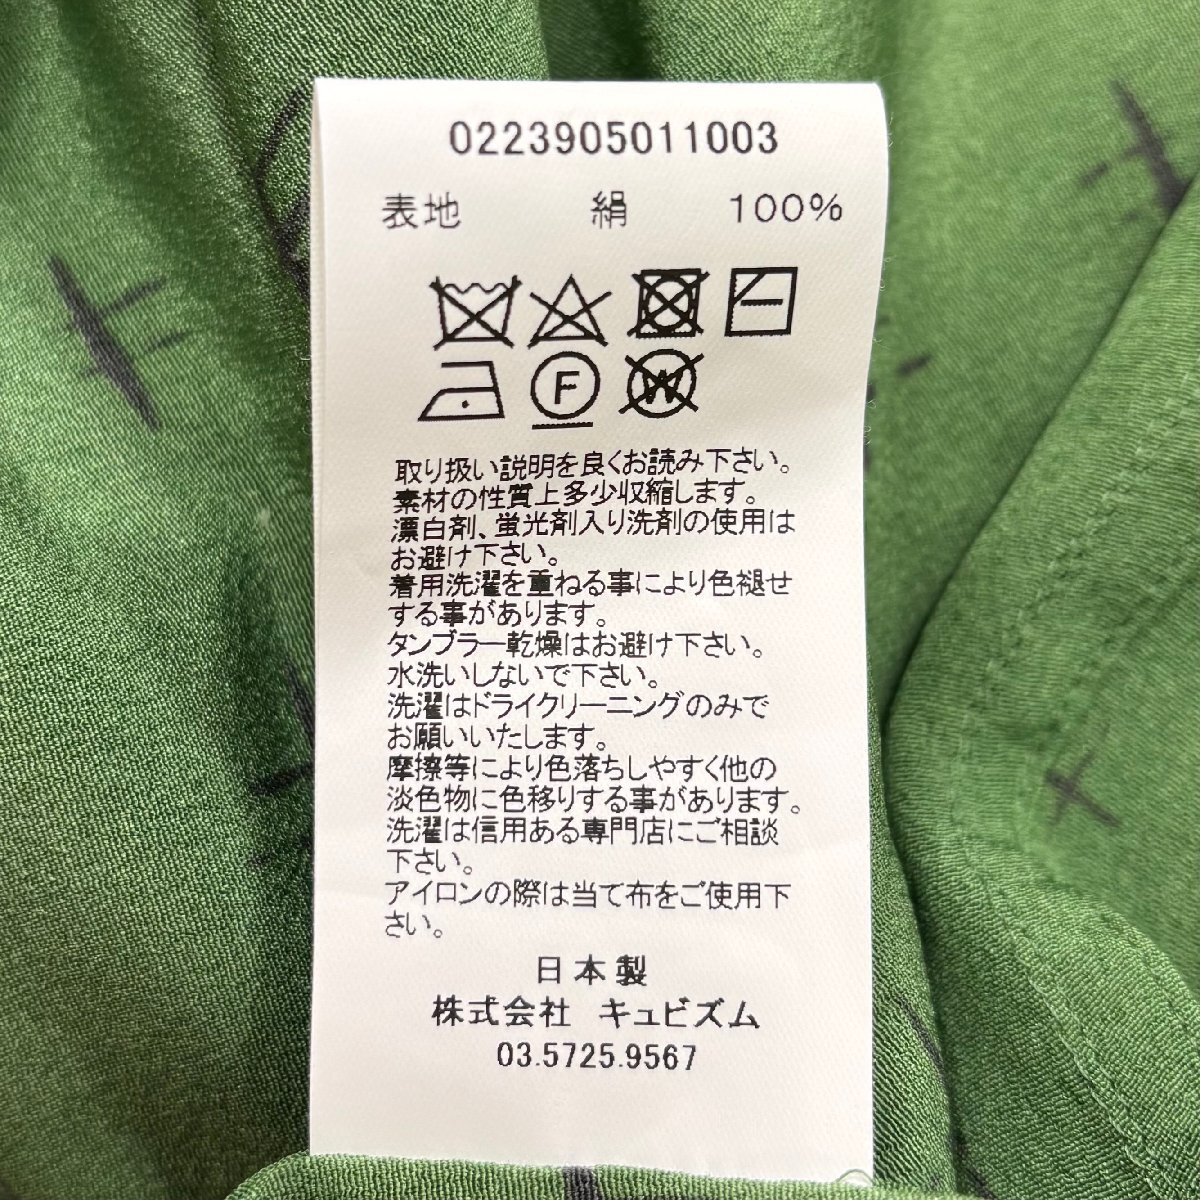 0223905011003
表地 絹 100%
F W
取り扱い説明を良くお読み下さい。
素材の性質上多少収縮します。
漂白剤、蛍光剤入り洗剤の使用は
お避け下さい。
着用洗濯を重ねる事により色褪せ
する事があります。
タンブラー乾燥はお避け下さい。
水洗いしないで下さい。
洗濯はドライクリーニングのみで
お願いいたします。
摩擦等により色落ちしやすく他の
淡色物に色移りする事があります。
洗濯は信用ある専門店にご相談
下さい。
アイロンの際は当て布をご使用下
さい。
日本製
株式会社 キュビズム
03.5725.9567